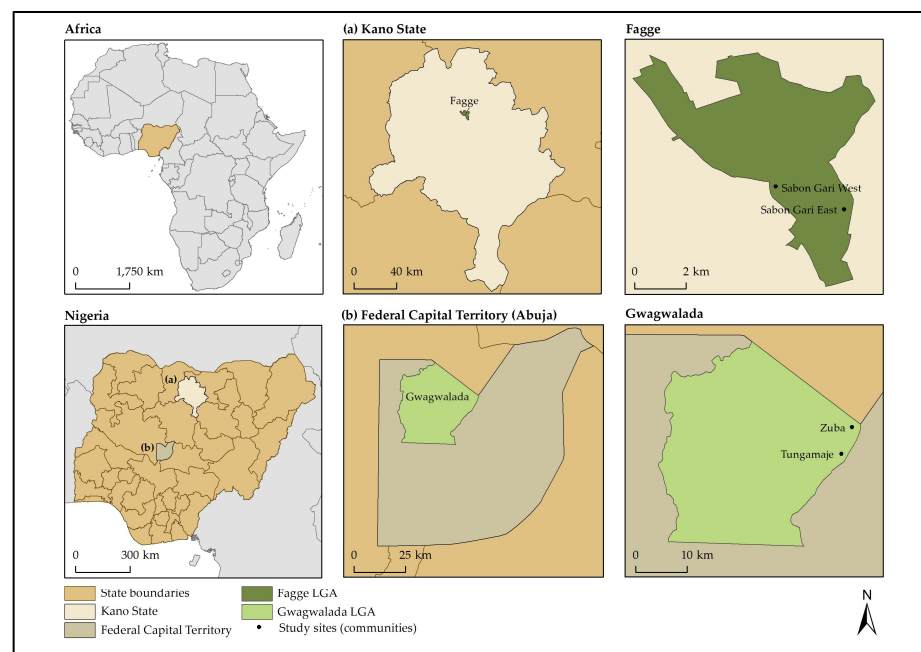 Africa
0 1,750 km
(a) Kano State
Fagge
0 40 km
Fagge
Sabon Gari West
Sabon Gari East
0 2 km
Nigeria
(a)
(b)
0 300 km
(b) Federal Capital Territory (Abuja)
Gwagwalada
0 25 km
Gwagwalada
Zuba
Tungamaje
0 10 km
State boundaries
Kano State
Federal Capital Territory
Fagge LGA
Gwagwalada LGA
Study sites (communities)
N